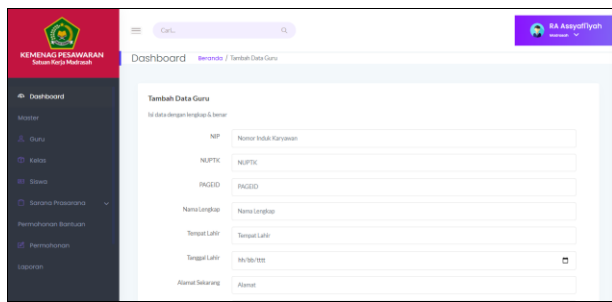 KEMENAG PESAWARAN
Satuan Kerja Madrasah
Dashboard
Master
Guru
Kelas
Siswa
Sarana Prasarana
Permohonan Bantuan
Permohonan
Laporan
Cari...
RA Assyafi'iyah
Dashboard Beranda / Tambah Data Guru
Tambah Data Guru
Isi data dengan lengkap & benar
NIP Nomor Induk Karyawan
NUPTK NUPTK
PAGEID PAGEID
Nama Lengkap Nama Lengkap
Tempat Lahir Tempat Lahir
Tanggal Lahir hh/bb/tttt
Alamat Sekarang Alamat